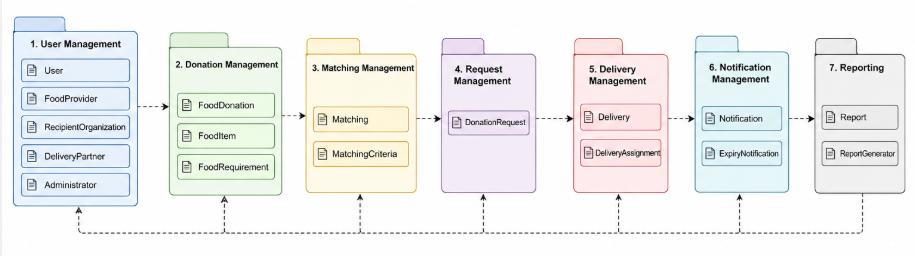 1. User Management
User
FoodProvider
RecipientOrganization
DeliveryPartner
Administrator
2. Donation Management
FoodDonation
FoodItem
FoodRequirement
3. Matching Management
Matching
MatchingCriteria
4. Request
Management
DonationRequest
5. Delivery
Management
Delivery
DeliveryAssignment
6. Notification
Management
Notification
ExpiryNotification
7. Reporting
Report
ReportGenerator